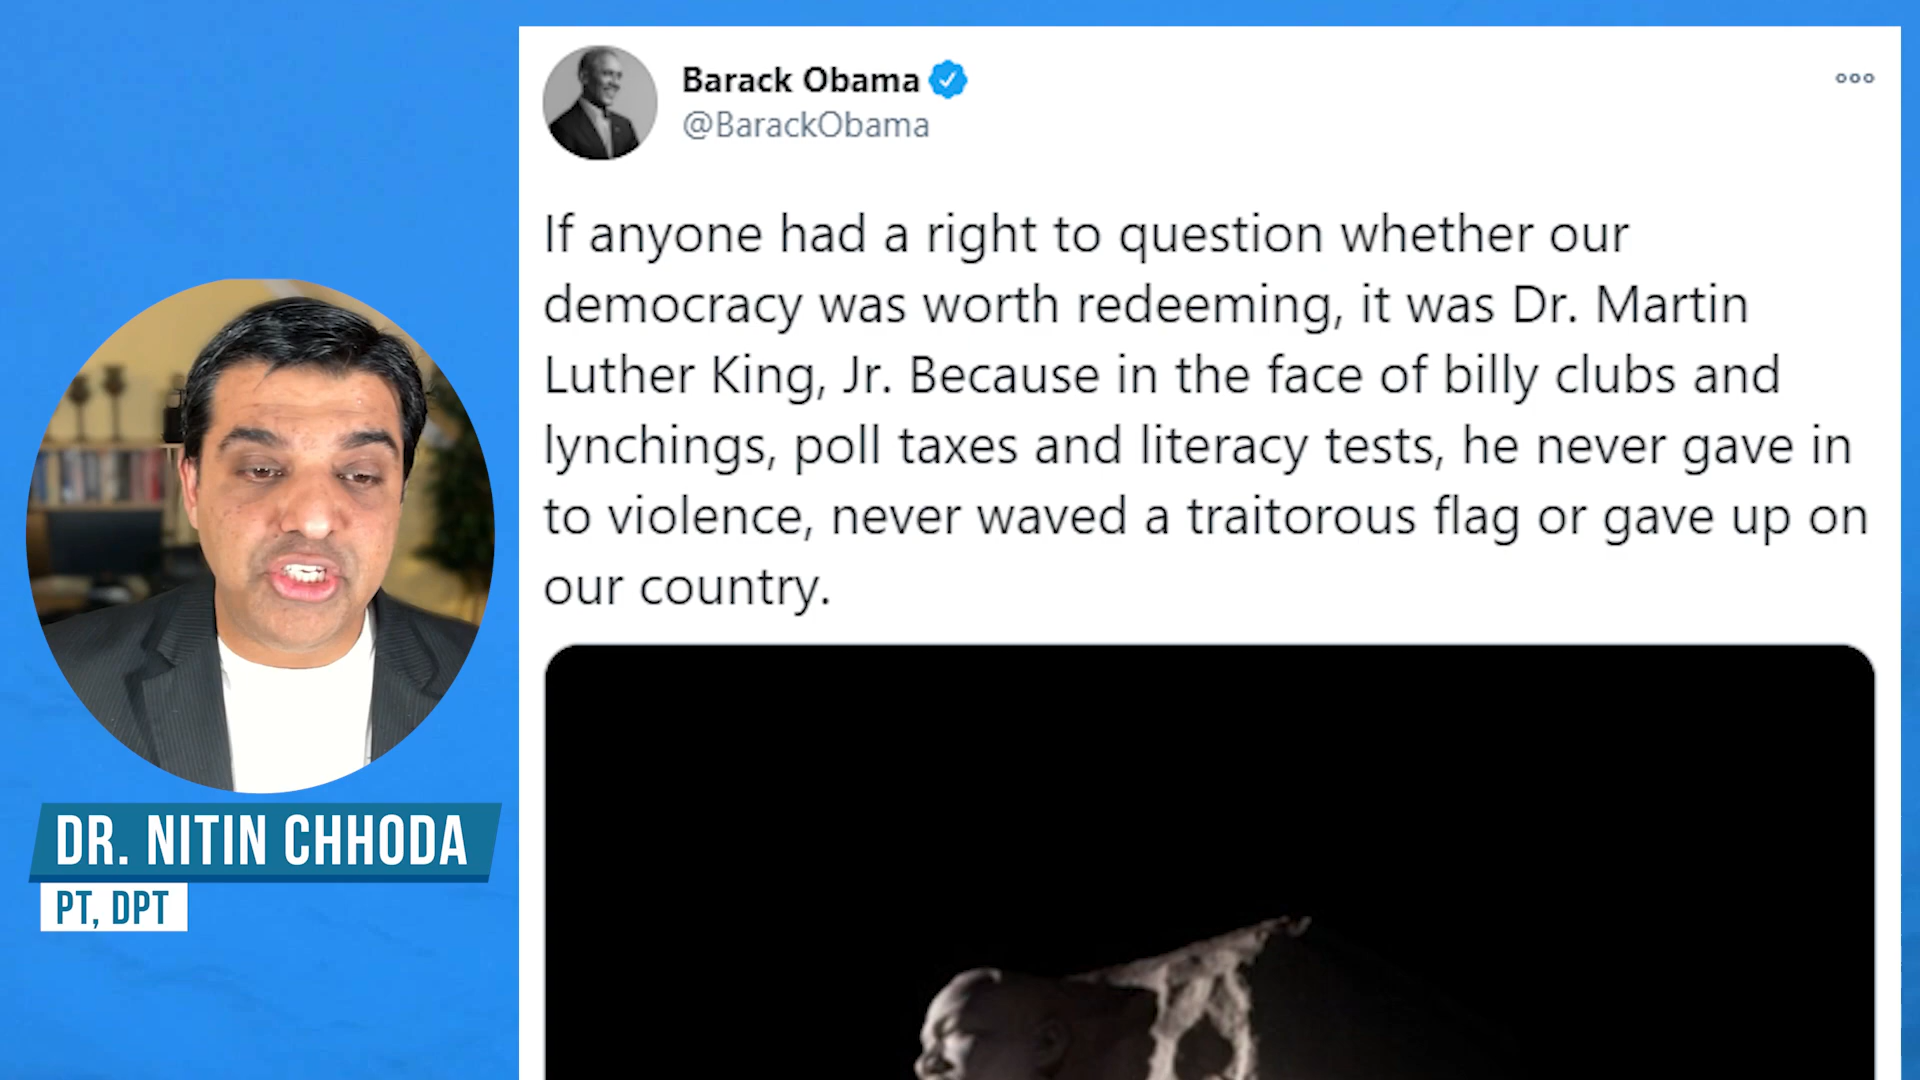 Barack Obama
@BarackObama
If anyone had a right to question whether our
democracy was worth redeeming, it was Dr. Martin
Luther King, Jr. Because in the face of billy clubs and
lynchings, poll taxes and literacy tests, he never gave in
to violence, never waved a traitorous flag or gave up on
our country.
DR. NITIN CHHODA
PT, DPT